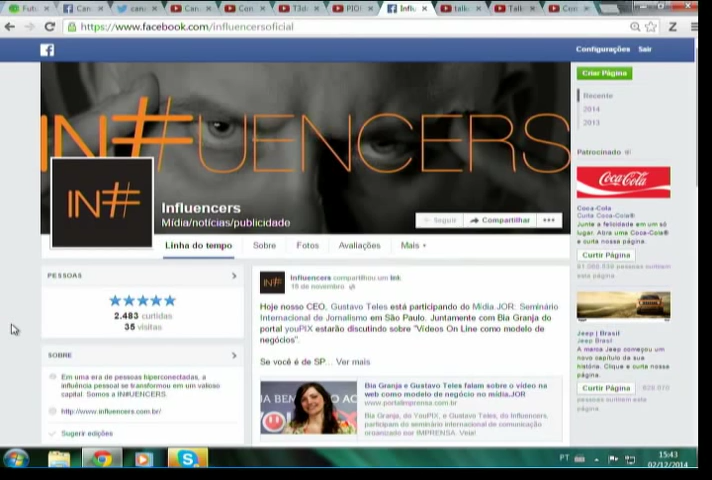 https://www.facebook.com/influencersoficial
Configurações Sair
Criar Página
Recente
2014
2013
IN#UENCERS
IN#
Influencers
Mídia/notícias/publicidade
Seguir Compartilhar •••
Linha do tempo Sobre Fotos Avaliações Mais
PESSOAS
2.483 curtidas
35 visitas
SOBRE
Em uma era de pessoas hiperconectadas, a
influência pessoal se transformou em um valioso
capital. Somos a IN#UENCERS
http://www.influencers.com.br/
Sugerir edições
IN#
Influencers compartilhou um link.
18 de novembro
Hoje nosso CEO, Gustavo Teles está participando do Mídia JOR: Seminário
Internacional de Jornalismo em São Paulo. Juntamente com Bia Granja do
portal youPIX estarão discutindo sobre "Vídeos On Line como modelo de
negócios".
Se você é de SP... Ver mais
Bia Granja e Gustavo Teles falam sobre o vídeo na
web como modelo de negócio no mídia.JOR
www.portalimprensa.com.br
Bia Granja, do YouPIX, e Gustavo Teles, do Influencers,
participam do seminário internacional de comunicação
organizado por IMPRENSA. Veja!
Patrocinado
Coca-Cola
Coca-Cola
Curta Coca-Cola®:
Junte a felicidade em um só
lugar. Abra uma Coca-Cola®
e curta nossa página.
Curtir Página
pessoas curtiram
esta página.
Jeep | Brasil
Jeep Brasil
A marca Jeep começou um
novo capítulo da sua
história. Clique e curta nossa
página.
Curtir Página
pessoas curtiram esta
página.
PT
15:43
02/12/2014